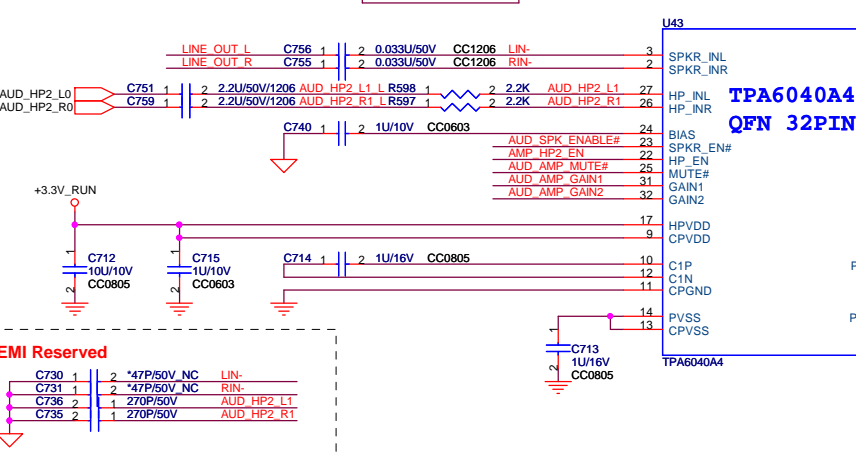 U43
LINE_OUT_L C756 1 2 0.033U/50V CC1206 LIN- 3 SPKR_INL
LINE_OUT_R C755 1 2 0.033U/50V CC1206 RIN- 2 SPKR_INR
AUD_HP2_L0 C751 1 2 2.2U/50V/1206 AUD_HP2_L1_L R598 1 2 2.2K AUD_HP2_L1 27 HP_INL
AUD_HP2_R0 C759 1 2 2.2U/50V/1206 AUD_HP2_R1_L R597 1 2 2.2K AUD_HP2_R1 26 HP_INR
TPA6040A4
QFN 32PIN
C740 1 2 1U/10V CC0603 24 BIAS
AUD_SPK_ENABLE# 23 SPKR_EN#
AMP_HP2_EN 22 HP_EN
AUD_AMP_MUTE# 25 MUTE#
AUD_AMP_GAIN1 31 GAIN1
AUD_AMP_GAIN2 32 GAIN2
+3.3V_RUN
17 HPVDD
9 CPVDD
1 C712 10U/10V CC0805 2
1 C715 1U/10V CC0603 2
C714 1 2 1U/16V CC0805 10 C1P
12 C1N
11 CPGND
P
14 PVSS
P
13 CPVSS
1 C713 1U/16V CC0805 2
TPA6040A4
EMI Reserved
C730 1 2 *47P/50V_NC LIN-
C731 1 2 *47P/50V_NC RIN-
C736 2 1 270P/50V AUD_HP2_L1
C735 2 1 270P/50V AUD_HP2_R1